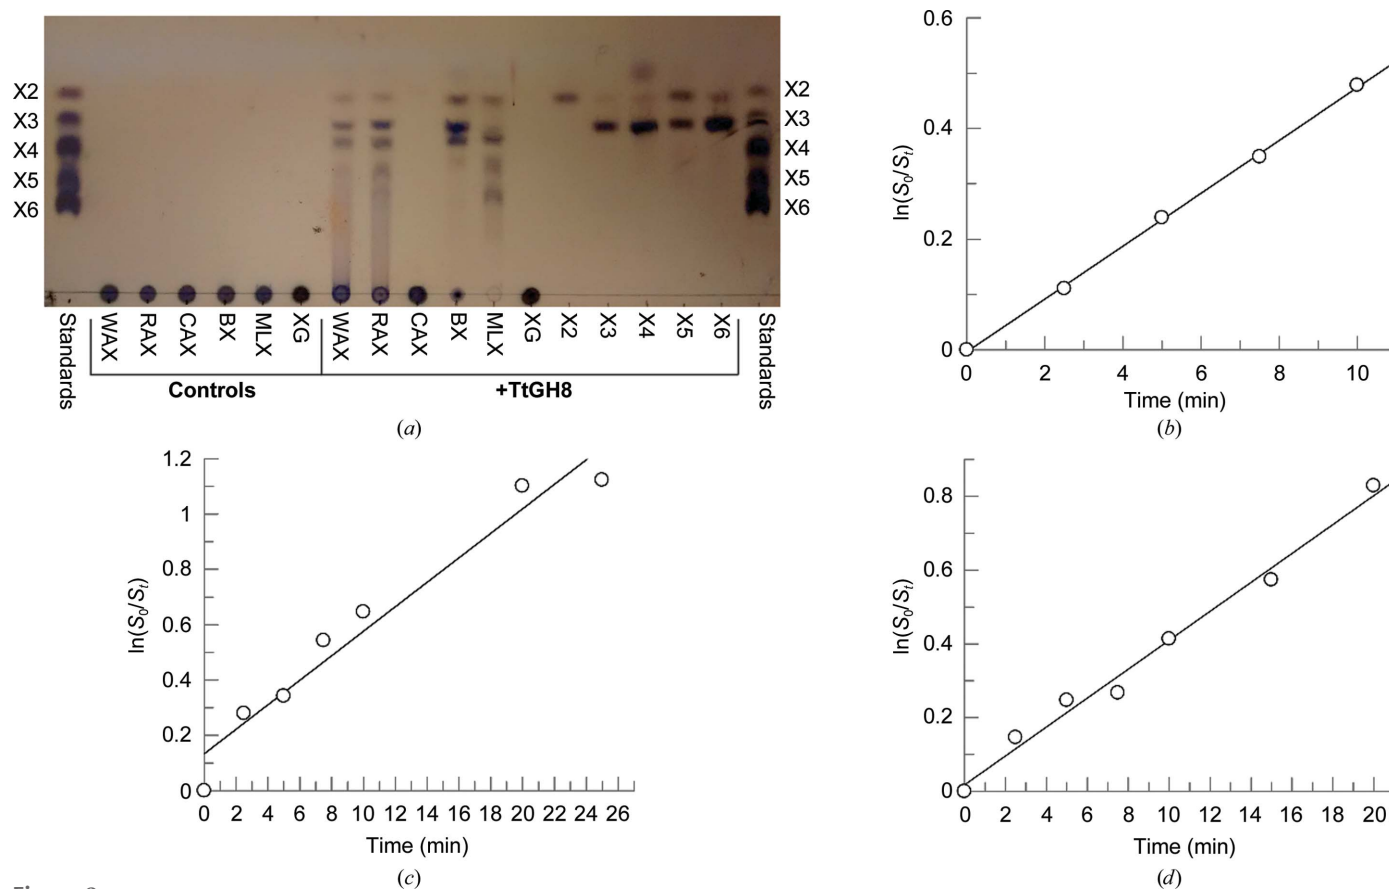 X2
X3
X4
X5
X6
X2
X3
X4
X5
X6
Standards
WAX
RAX
CAX
BX
MLX
XG
WAX
RAX
CAX
BX
MLX
XG
X2
X3
X4
X5
X6
Standards
Controls
+TtGH8
(a)
0.6
0.4
0.2
0
ln(S0/St)
0 2 4 6 8 10
Time (min)
(b)
1.2
1
0.8
0.6
0.4
0.2
0
ln(S0/St)
0 2 4 6 8 10 12 14 16 18 20 22 24 26
Time (min)
(c)
0.8
0.6
0.4
0.2
0
ln(S0/St)
0 2 4 6 8 10 12 14 16 18 20
Time (min)
(d)